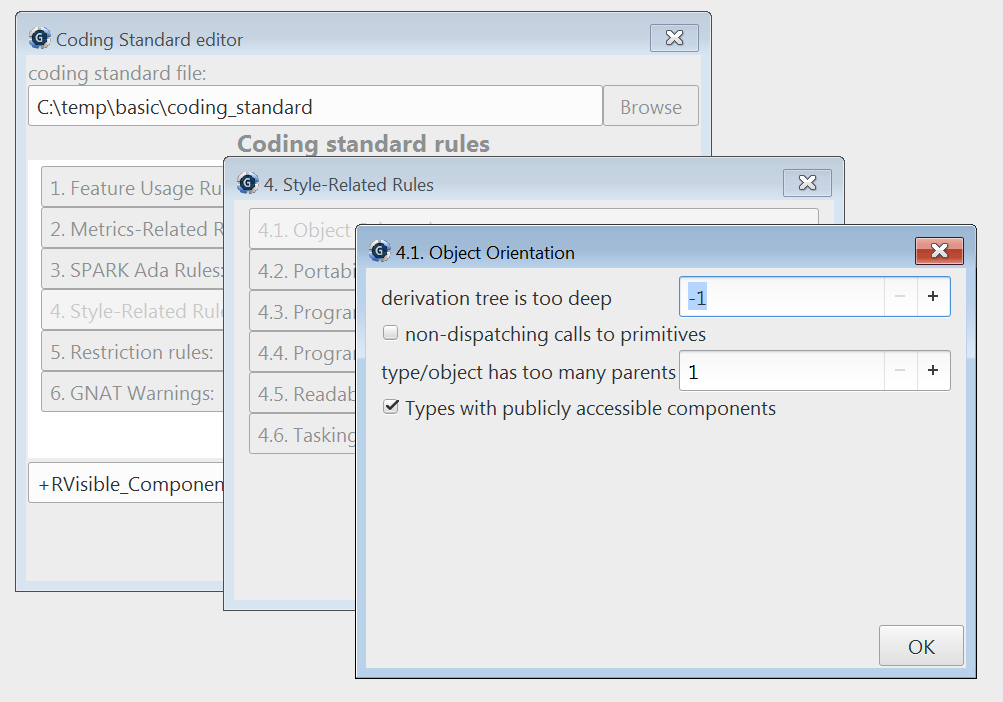 Coding Standard editor
coding standard file:
C:\temp\basic\coding_standard
Browse
Coding standard rules
1. Feature Usage Ru
2. Metrics-Related R
3. SPARK Ada Rules:
4. Style-Related Rule
5. Restriction rules:
6. GNAT Warnings:
+RVisible_Componen
4. Style-Related Rules
4.1. Object
4.2. Portabi
4.3. Program
4.4. Program
4.5. Readab
4.6. Tasking
4.1. Object Orientation
derivation tree is too deep
-1
non-dispatching calls to primitives
type/object has too many parents
1
Types with publicly accessible components
OK